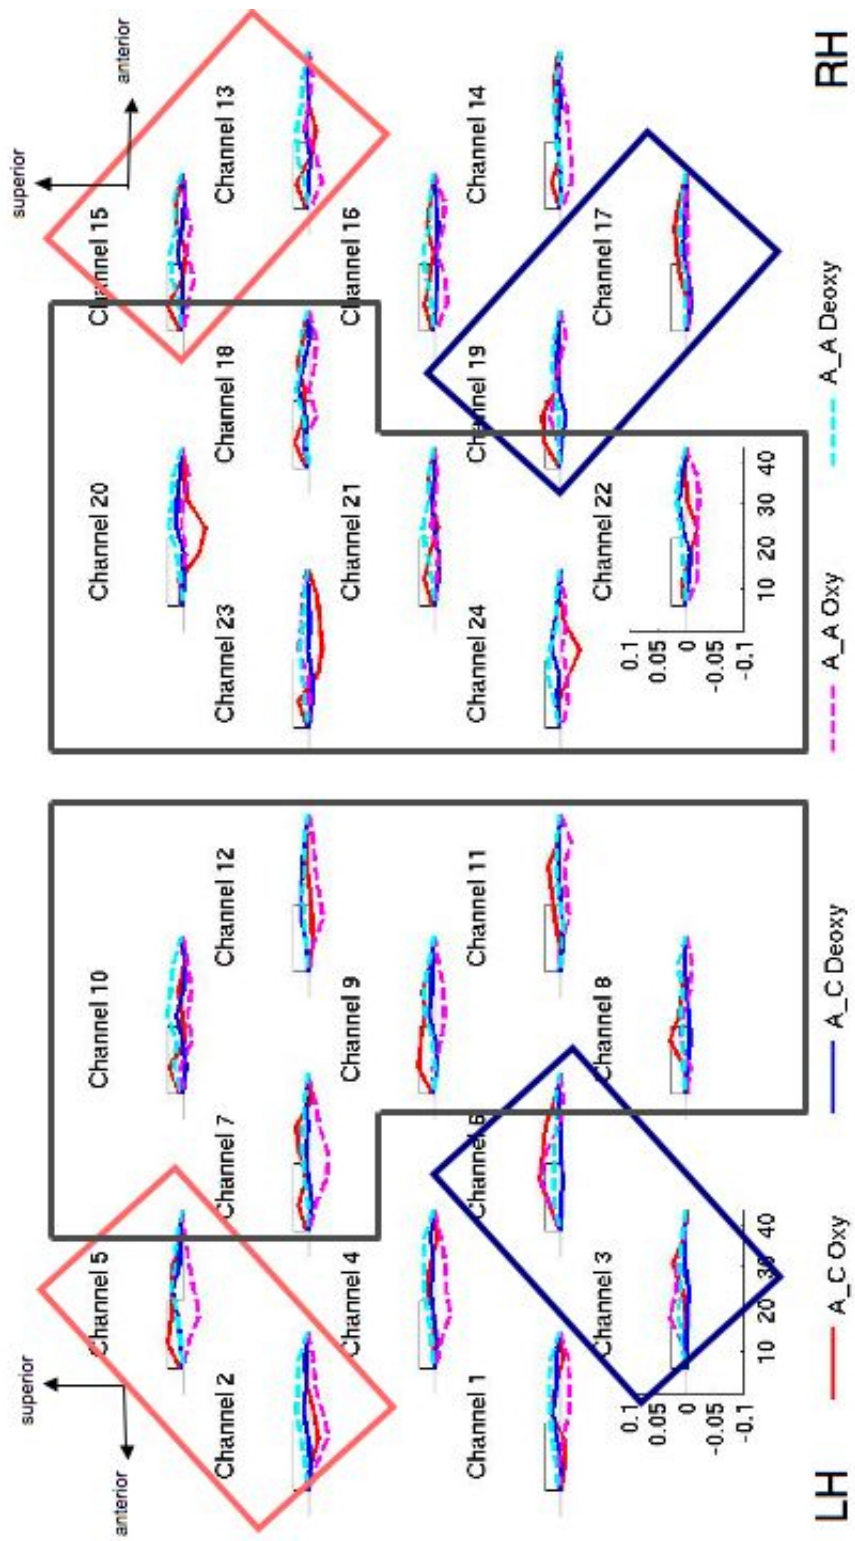 superior
superior
anterior
anterior
Channel 5
Channel 10
Channel 20
Channel 15
Channel 2
Channel 7
Channel 12
Channel 23
Channel 18
Channel 13
Channel 4
Channel 9
Channel 21
Channel 16
Channel 1
Channel 6
Channel 11
Channel 24
Channel 19
Channel 14
Channel 3
Channel 8
Channel 22
Channel 17
0.1
0.05
0
-0.05
-0.1
10 20 30 40
0.1
0.05
0
-0.05
-0.1
10 20 30 40
LH
A_C Oxy
A_C Deoxy
A_A Oxy
A_A Deoxy
RH